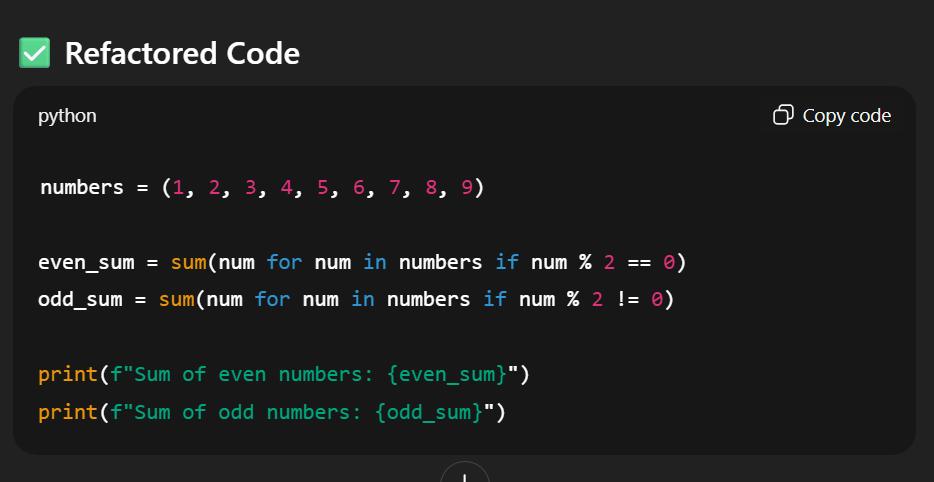 ✅ Refactored Code
python
Copy code
numbers = (1, 2, 3, 4, 5, 6, 7, 8, 9)
even_sum = sum(num for num in numbers if num % 2 == 0)
odd_sum = sum(num for num in numbers if num % 2 != 0)
print(f"Sum of even numbers: {even_sum}")
print(f"Sum of odd numbers: {odd_sum}")